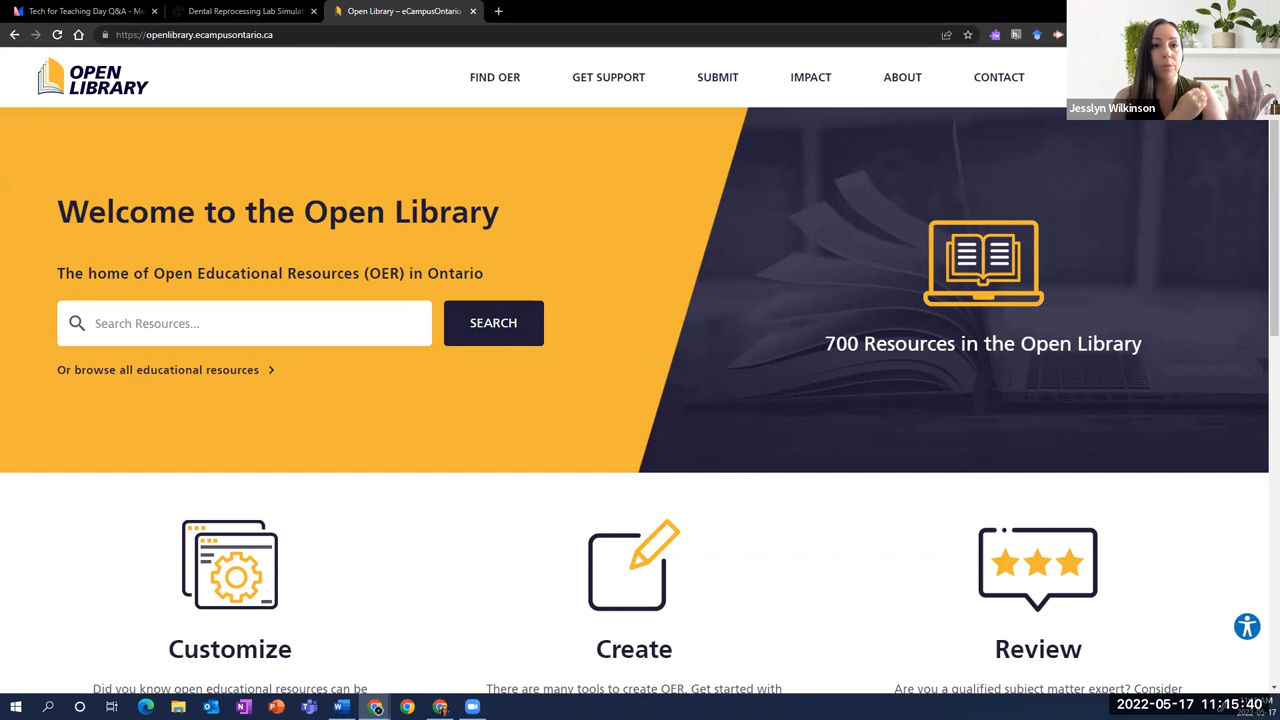 Tech for Teaching Day Q&A - Me
Dental Reprocessing Lab Simulat
Open Library – eCampusOntario
https://openlibrary.ecampusontario.ca
OPEN
LIBRARY
FIND OER
GET SUPPORT
SUBMIT
IMPACT
ABOUT
CONTACT
Jesslyn Wilkinson
Welcome to the Open Library
The home of Open Educational Resources (OER) in Ontario
Search Resources...
SEARCH
Or browse all educational resources
700 Resources in the Open Library
Customize
Create
Review
Did you know open educational resources can be
There are many tools to create OER. Get started with
Are you a qualified subject matter expert? Consider
2022-05-17 11:15:40
2022-05-17